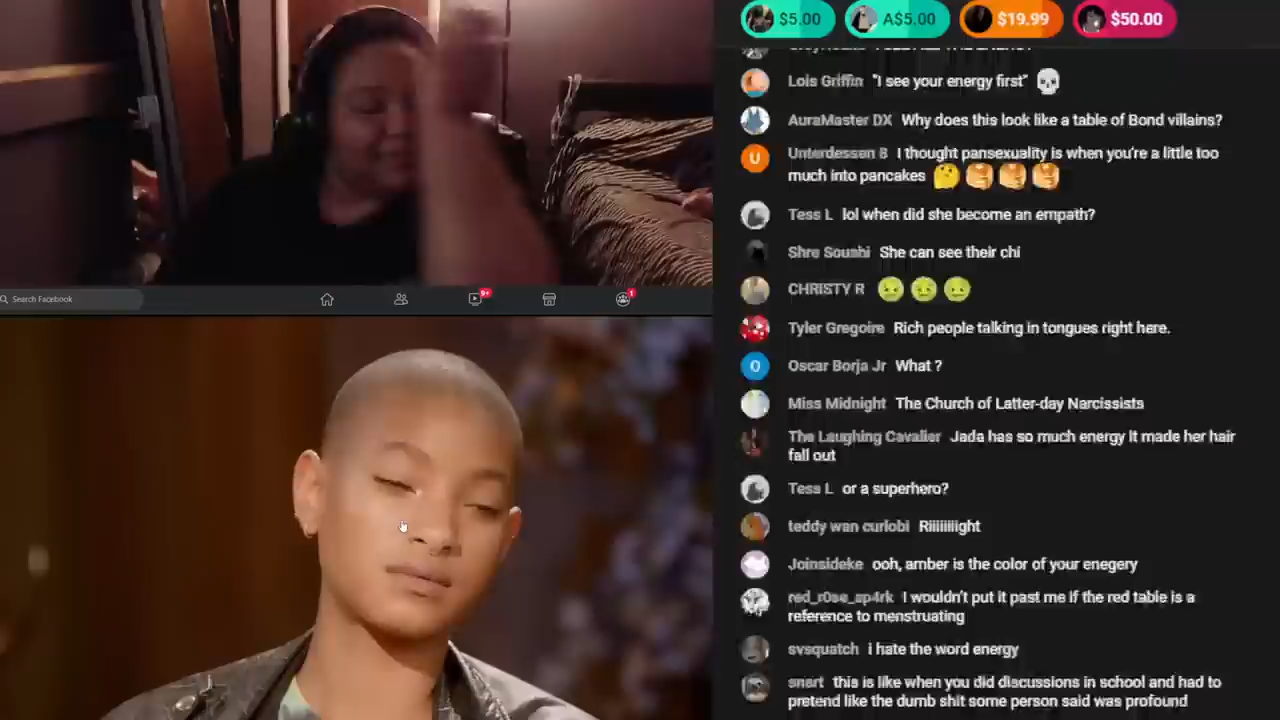 $5.00 A$5.00 $19.99 $50.00
Lois Griffin "I see your energy first"
AuraMaster DX Why does this look like a table of Bond villains?
U Unterdessen B I thought pansexuality is when you're a little too
much into pancakes
Tess L lol when did she become an empath?
Shre Soushi She can see their chi
CHRISTY R
Tyler Gregoire Rich people talking in tongues right here.
O Oscar Borja Jr What ?
Miss Midnight The Church of Latter-day Narcissists
The Laughing Cavalier Jada has so much energy it made her hair
fall out
Tess L or a superhero?
teddy wan curlobi Riiiiiiiight
Joinsideke ooh, amber is the color of your enegery
red_r0se_sp4rk I wouldn't put it past me if the red table is a
reference to menstruating
svsquatch i hate the word energy
snart this is like when you did discussions in school and had to
pretend like the dumb shit some person said was profound
Search Facebook
9+
1